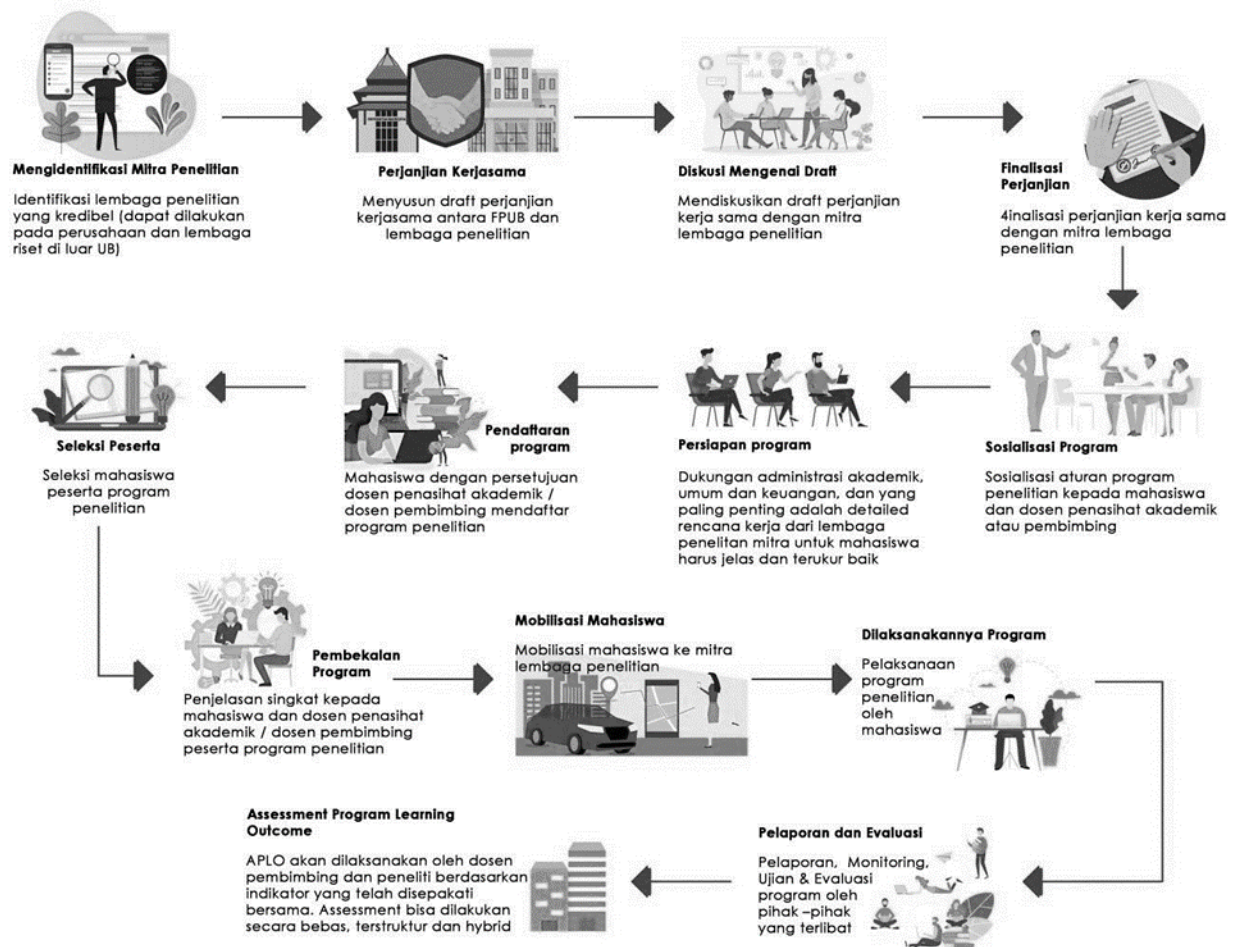 Mengidentifikasi Mitra Penelitian
Identifikasi lembaga penelitian
yang kredibel (dapat dilakukan
pada perusahaan dan lembaga
riset di luar UB)
Perjanjian Kerjasama
Menyusun draft perjanjian
kerjasama antara FPUB dan
lembaga penelitian
Diskusi Mengenai Draft
Mendiskusikan draft perjanjian
kerja sama dengan mitra
lembaga penelitian
Finalisasi
Perjanjian
4inalisasi perjanjian kerja sama
dengan mitra lembaga
penelitian
Sosialisasi Program
Sosialisasi aturan program
penelitian kepada mahasiswa
dan dosen penasihat akademik
atau pembimbing
Persiapan program
Dukungan administrasi akademik,
umum dan keuangan, dan yang
paling penting adalah detailed
rencana kerja dari lembaga
penelitan mitra untuk mahasiswa
harus jelas dan terukur baik
Pendaftaran
program
Mahasiswa dengan persetujuan
dosen penasihat akademik /
dosen pembimbing mendaftar
program penelitian
Seleksi Peserta
Seleksi mahasiswa
peserta program
penelitian
Pembekalan
Program
Penjelasan singkat kepada
mahasiswa dan dosen penasihat
akademik / dosen pembimbing
peserta program penelitian
Mobilisasi Mahasiswa
Mobilisasi mahasiswa ke mitra
lembaga penelitian
Dilaksanakannya Program
Pelaksanaan
program
penelitian
oleh
mahasiswa
Pelaporan dan Evaluasi
Pelaporan, Monitoring,
Ujian & Evaluasi
program oleh
pihak –pihak
yang terlibat
Assessment Program Learning
Outcome
APLO akan dilaksanakan oleh dosen
pembimbing dan peneliti berdasarkan
indikator yang telah disepakati
bersama. Assessment bisa dilakukan
secara bebas, terstruktur dan hybrid